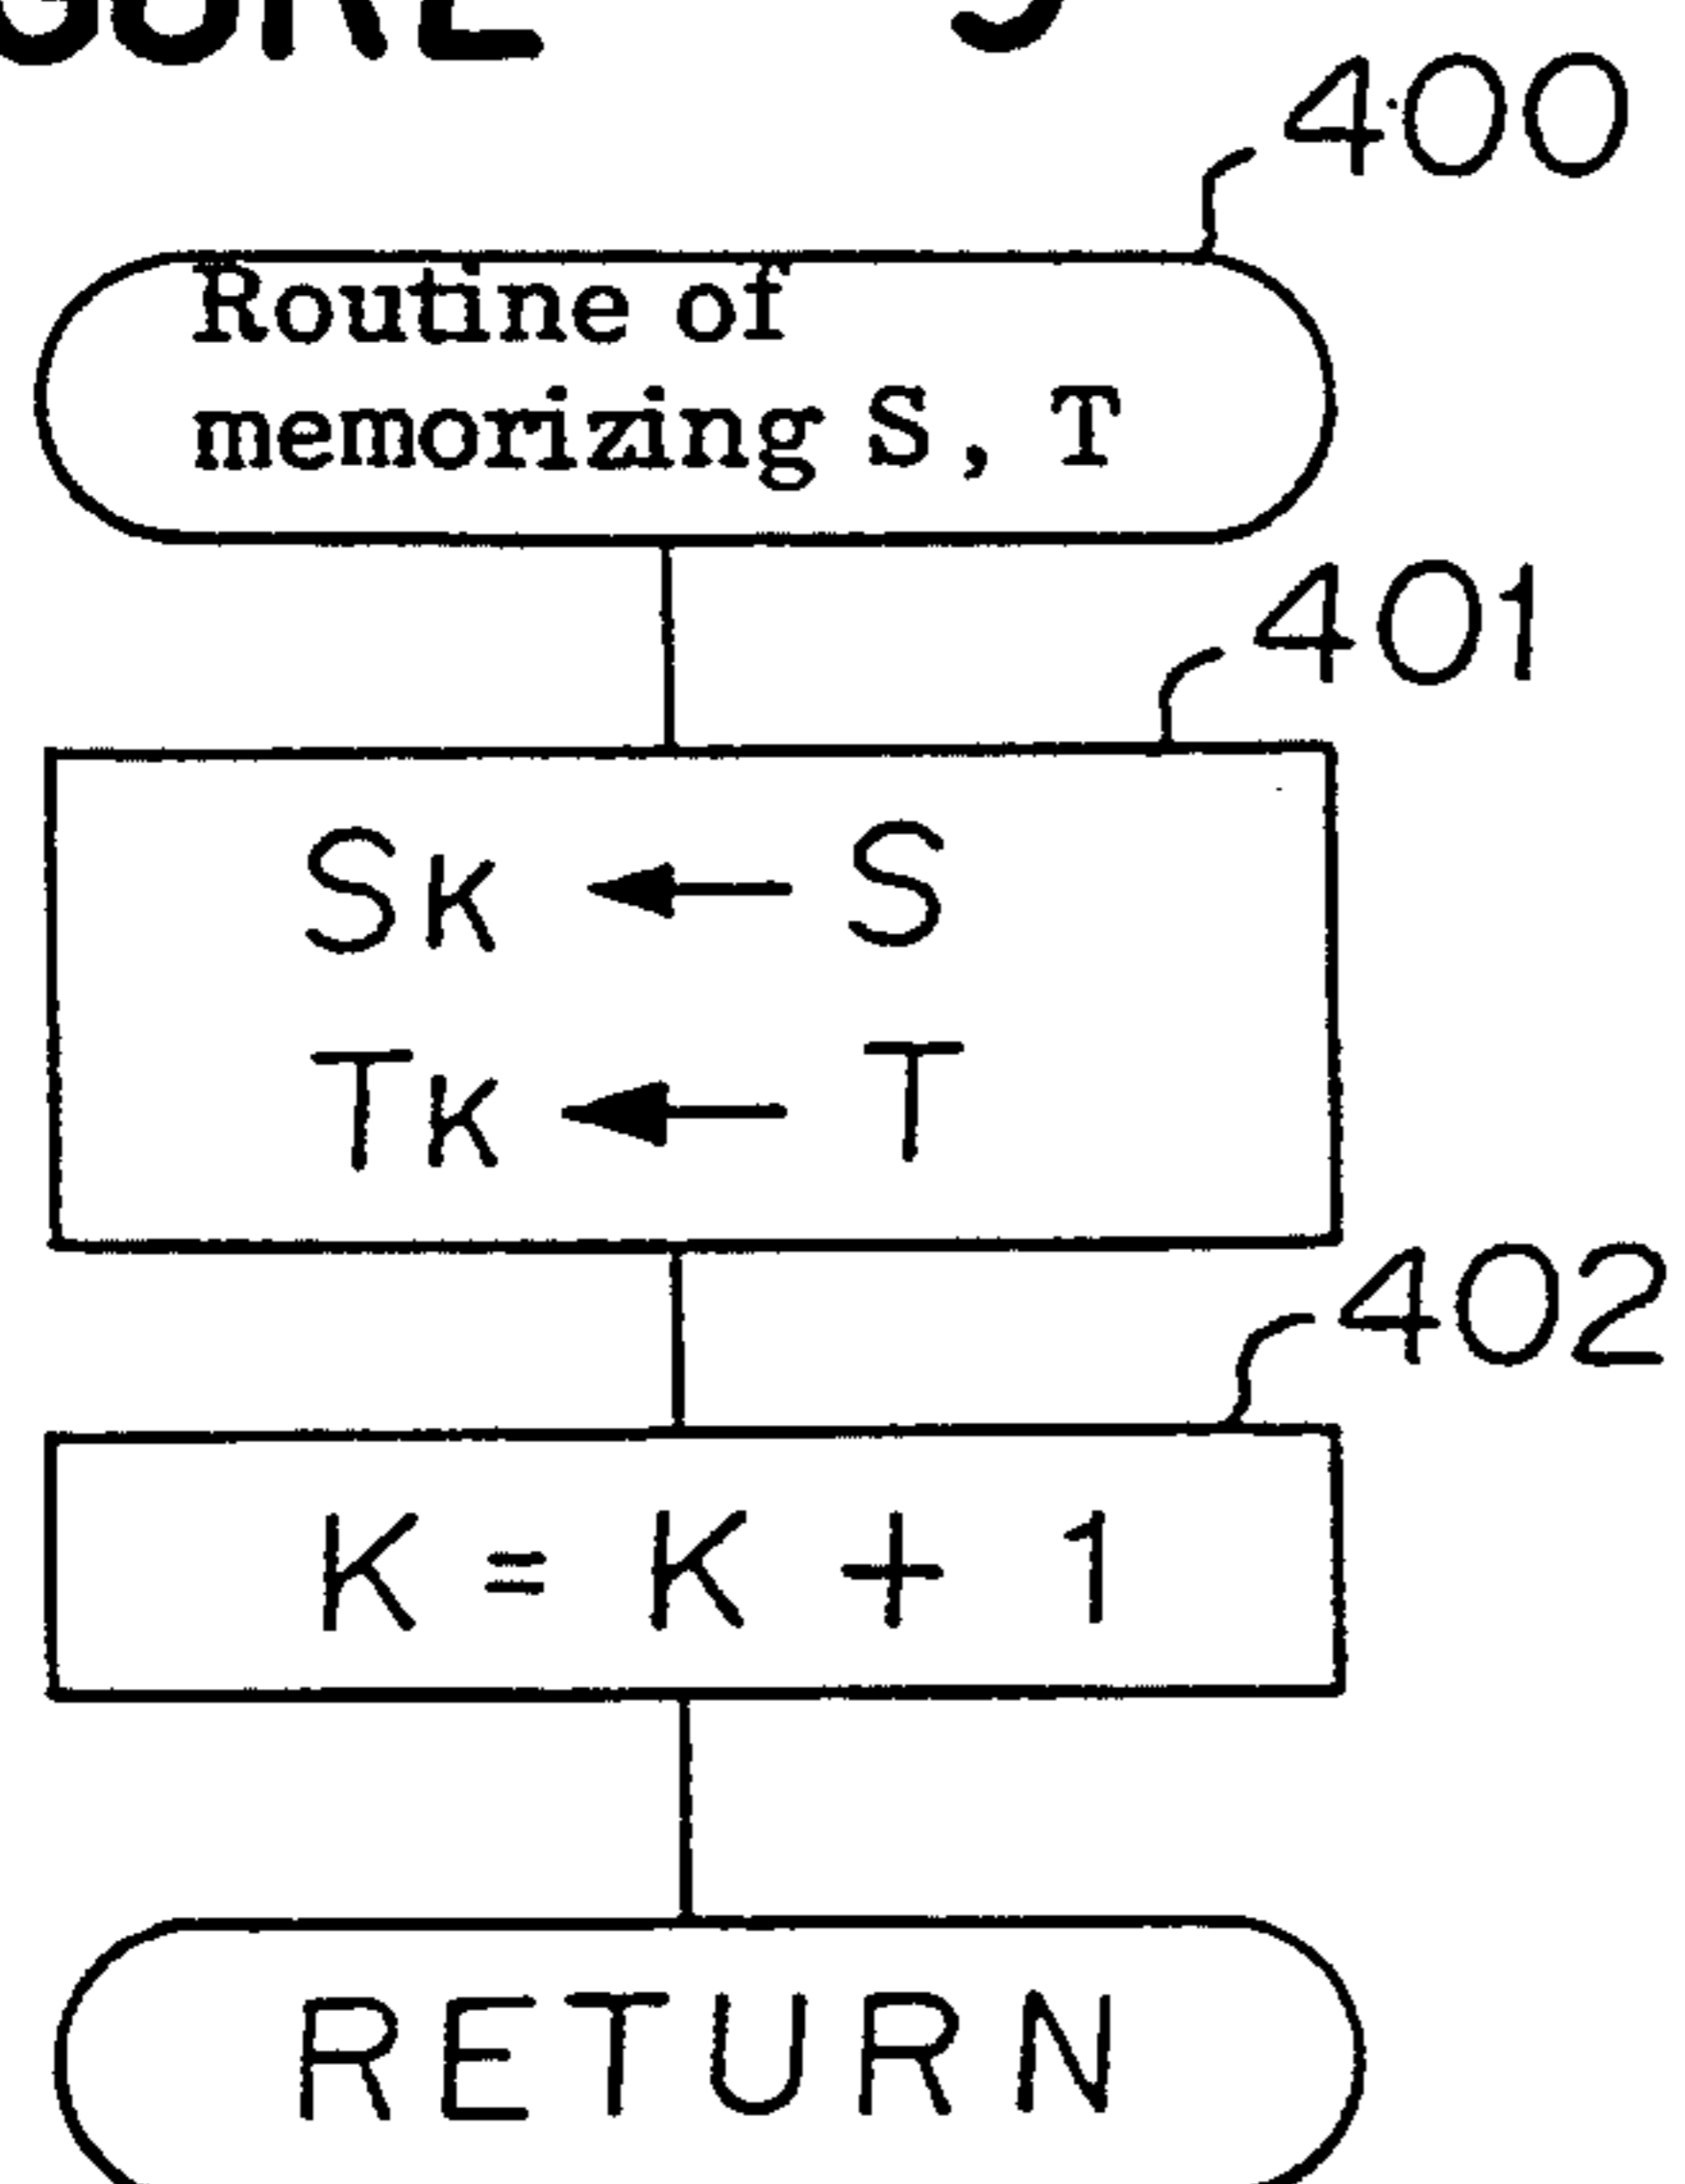 400
Routine of
memorizing S, T
401
SK ← S
TK ← T
402
K = K + 1
RETURN